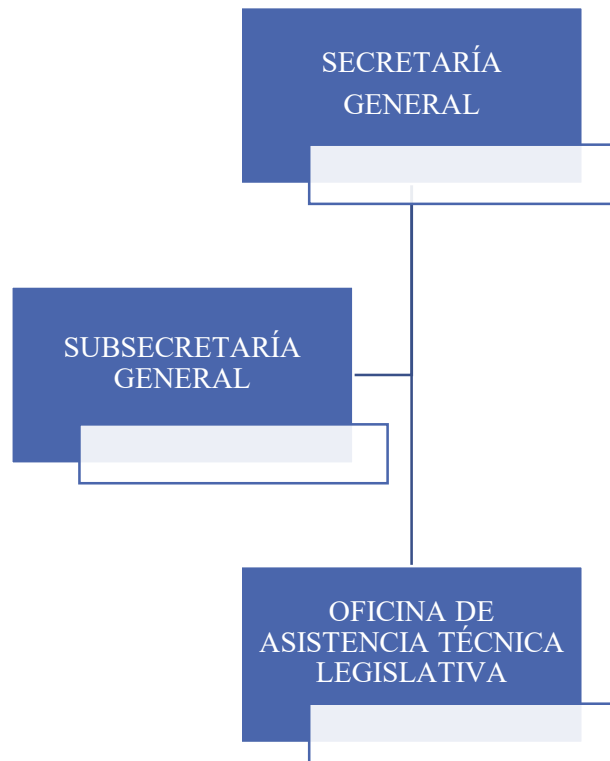 SECRETARÍA
GENERAL
SUBSECRETARÍA
GENERAL
OFICINA DE
ASISTENCIA TÉCNICA
LEGISLATIVA